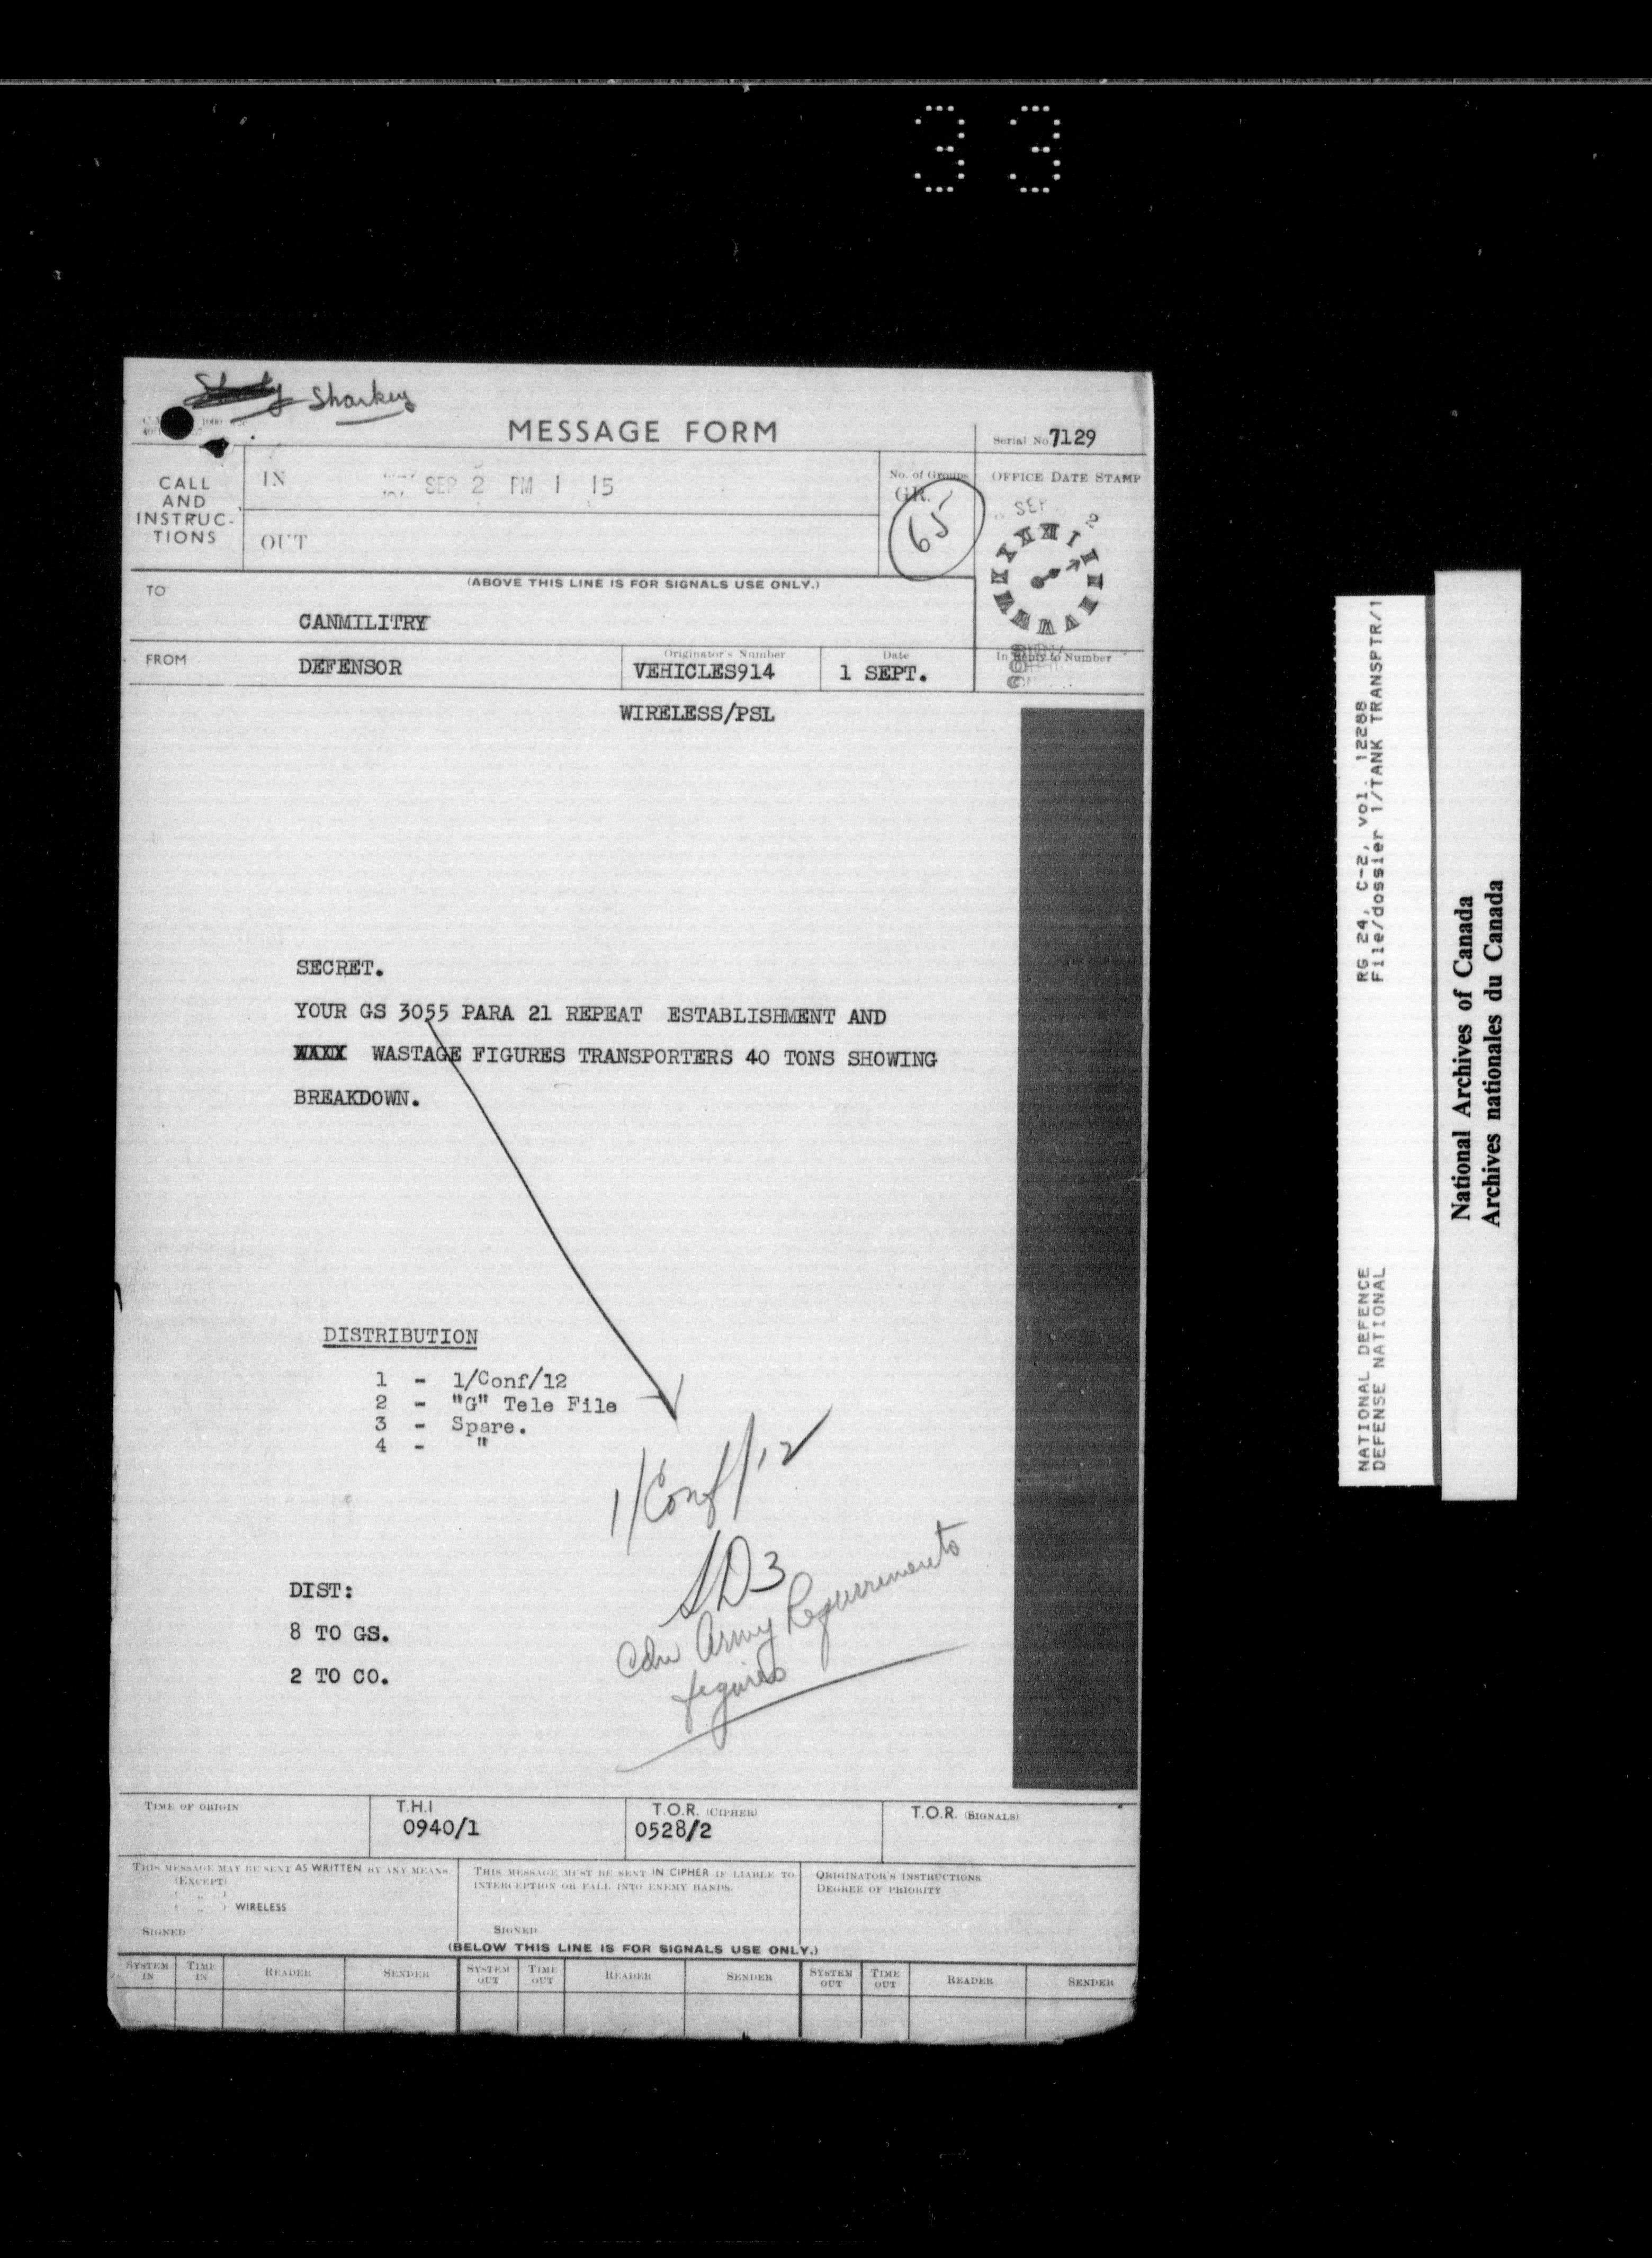 33
Sharkey
MESSAGE FORM
Serial No 7129
CALL
AND
INSTRUC-
TIONS
IN
SEP 2 PM 1 15
No. of Groups
GR.
65
OFFICE DATE STAMP
SEP 2
OUT
(ABOVE THIS LINE IS FOR SIGNALS USE ONLY.)
TO
CANMILITRY
FROM
DEFENSOR
Originator's Number
VEHICLES914
Date
1 SEPT.
In Reply to Number
WIRELESS/PSL
SECRET.
YOUR GS 3055 PARA 21 REPEAT ESTABLISHMENT AND
WASTAGE FIGURES TRANSPORTERS 40 TONS SHOWING
BREAKDOWN.
DISTRIBUTION
1 - 1/Conf/12
2 - "G" Tele File
3 - Spare.
4 - "
1/Conf/12
SD3
Cdn Army Requirements
figures
DIST:
8 TO GS.
2 TO CO.
TIME OF ORIGIN
T.H.I
0940/1
T.O.R. (CIPHER)
0528/2
T.O.R. (SIGNALS)
THIS MESSAGE MAY BE SENT AS WRITTEN BY ANY MEANS
(EXCEPT)
WIRELESS
SIGNED
THIS MESSAGE MUST BE SENT IN CIPHER IF LIABLE TO
INTERCEPTION OR FALL INTO ENEMY HANDS.
SIGNED
ORIGINATOR'S INSTRUCTIONS
DEGREE OF PRIORITY
(BELOW THIS LINE IS FOR SIGNALS USE ONLY.)
SYSTEM IN TIME IN READER SENDER SYSTEM OUT TIME OUT READER SENDER SYSTEM OUT TIME OUT READER SENDER
NATIONAL DEFENCE RG 24, C-2, vol. 12288
DEFENSE NATIONAL File/dossier 1/TANK TRANSPTR/1
National Archives of Canada
Archives nationales du Canada